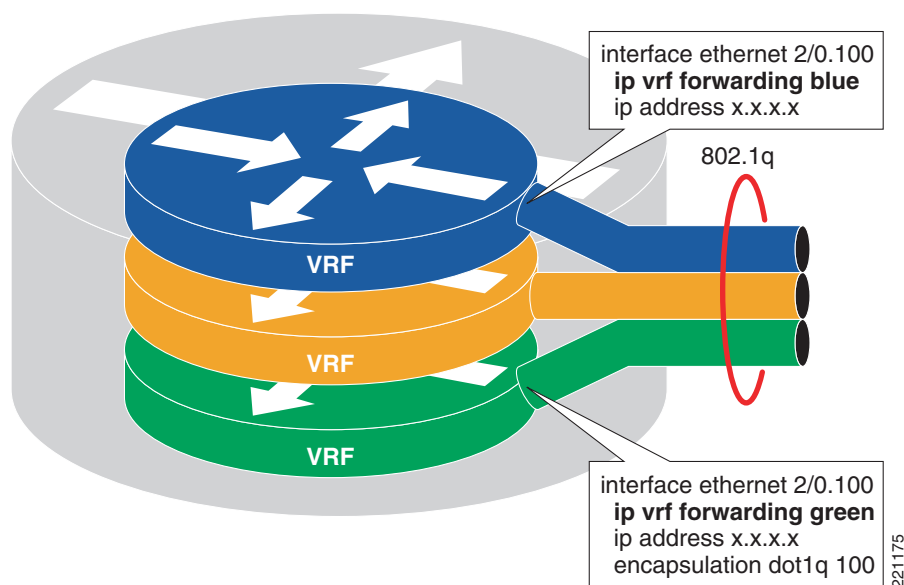 interface ethernet 2/0.100
ip vrf forwarding blue
ip address x.x.x.x
802.1q
VRF
VRF
VRF
interface ethernet 2/0.100
ip vrf forwarding green
ip address x.x.x.x
encapsulation dot1q 100
221175